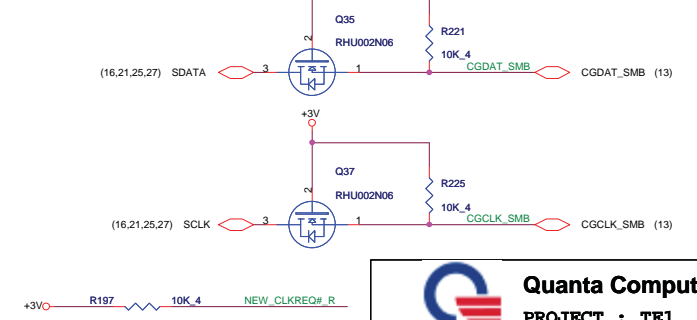 Q35
R221
2
RHU002N06
10K_4
(16,21,25,27) SDATA 3 1 CGDAT_SMB CGDAT_SMB (13)
+3V
Q37
R225
2
RHU002N06
10K_4
(16,21,25,27) SCLK 3 1 CGCLK_SMB CGCLK_SMB (13)
+3V R197 10K_4 NEW_CLKREQ#_R
Quanta Comput
PROJECT : TE1